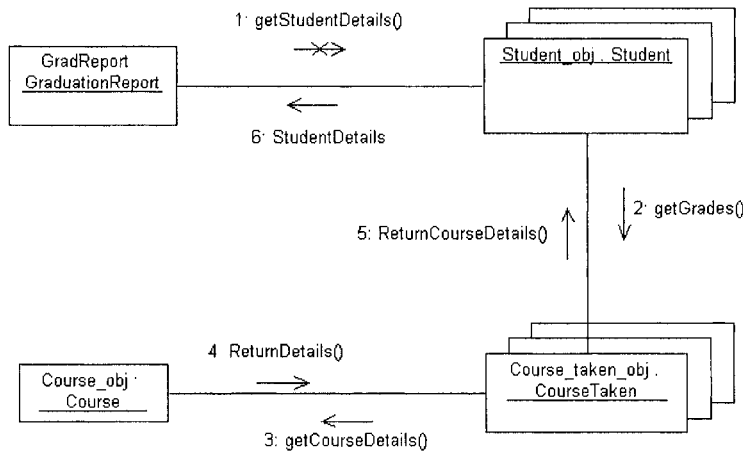 1: getStudentDetails()
GradReport
GraduationReport
Student_obj . Student
6: StudentDetails
2: getGrades()
5: ReturnCourseDetails()
4 ReturnDetails()
Course_obj :
Course
Course_taken_obj .
CourseTaken
3: getCourseDetails()